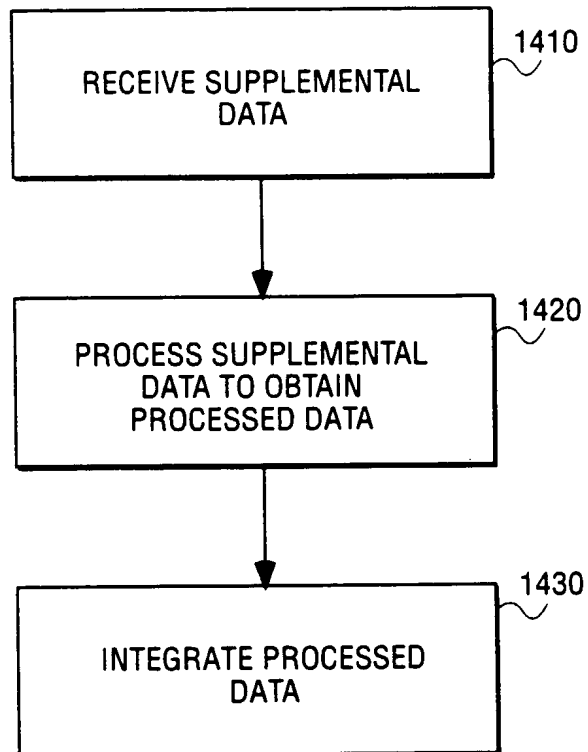 1410
RECEIVE SUPPLEMENTAL
DATA
1420
PROCESS SUPPLEMENTAL
DATA TO OBTAIN
PROCESSED DATA
1430
INTEGRATE PROCESSED
DATA